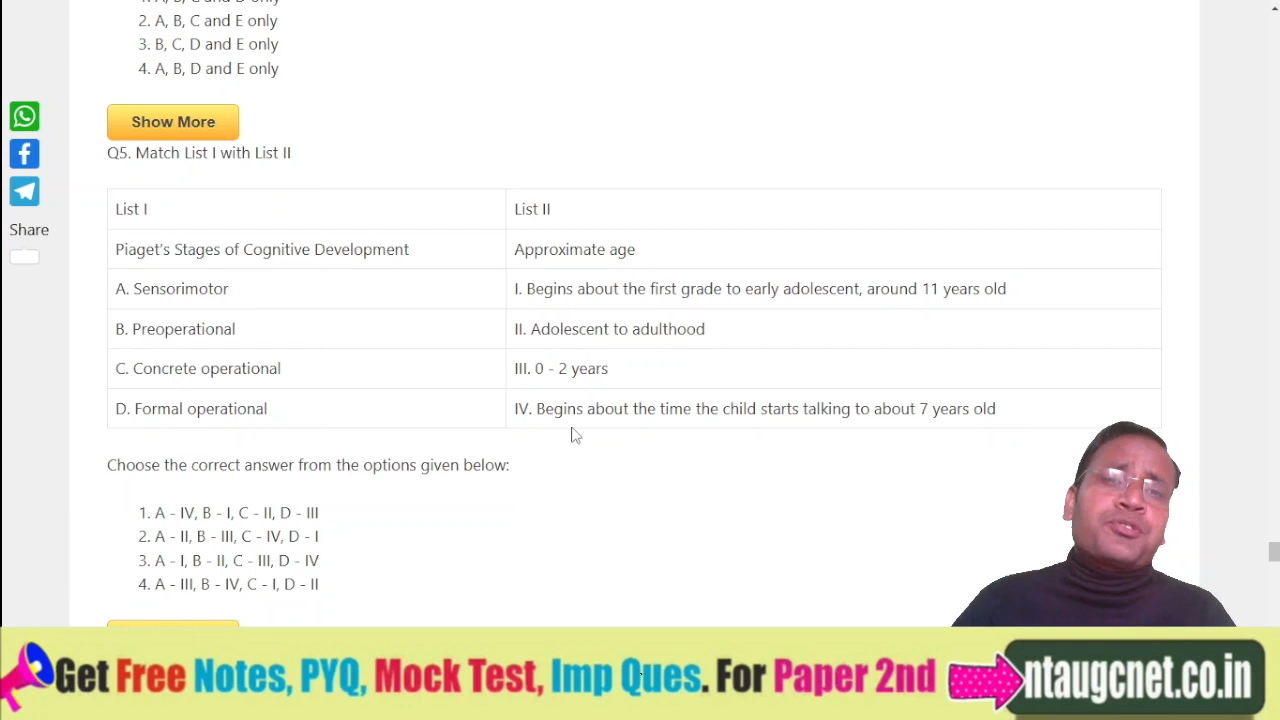 2. A, B, C and E only
3. B, C, D and E only
4. A, B, D and E only
Show More
Q5. Match List I with List II
Share
List I List II
Piaget's Stages of Cognitive Development Approximate age
A. Sensorimotor I. Begins about the first grade to early adolescent, around 11 years old
B. Preoperational II. Adolescent to adulthood
C. Concrete operational III. 0 - 2 years
D. Formal operational IV. Begins about the time the child starts talking to about 7 years old
Choose the correct answer from the options given below:
1. A - IV, B - I, C - II, D - III
2. A - II, B - III, C - IV, D - I
3. A - I, B - II, C - III, D - IV
4. A - III, B - IV, C - I, D - II
Get Free Notes, PYQ, Mock Test, Imp Ques. For Paper 2nd ntaugcnet.co.in